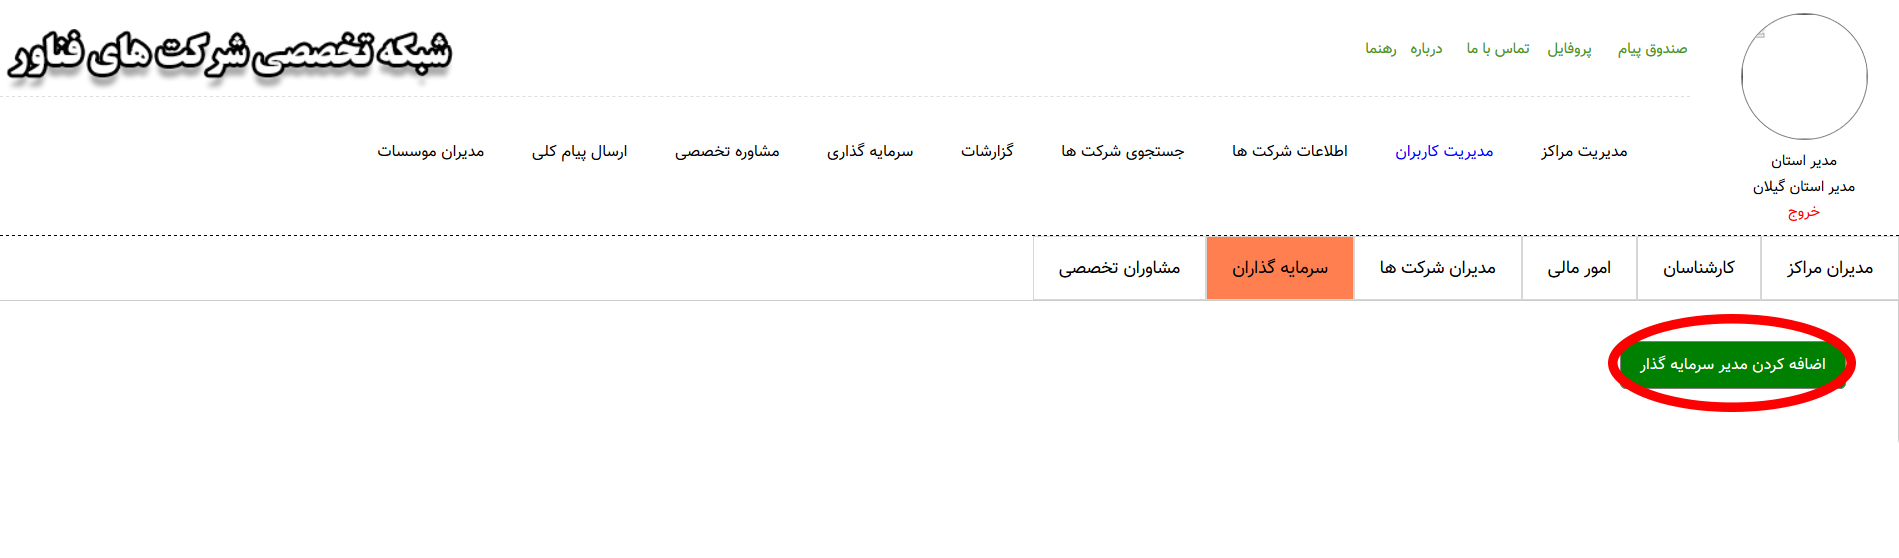 شبکه تخصصی شرکت های فناور
صندوق پیام پروفایل تماس با ما درباره رهنما
مدیر استان
مدیر استان گیلان
خروج
مدیریت مراکز مدیریت کاربران اطلاعات شرکت ها جستجوی شرکت ها گزارشات سرمایه گذاری مشاوره تخصصی ارسال پیام کلی مدیران موسسات
مدیران مراکز کارشناسان امور مالی مدیران شرکت ها سرمایه گذاران مشاوران تخصصی
اضافه کردن مدیر سرمایه گذار